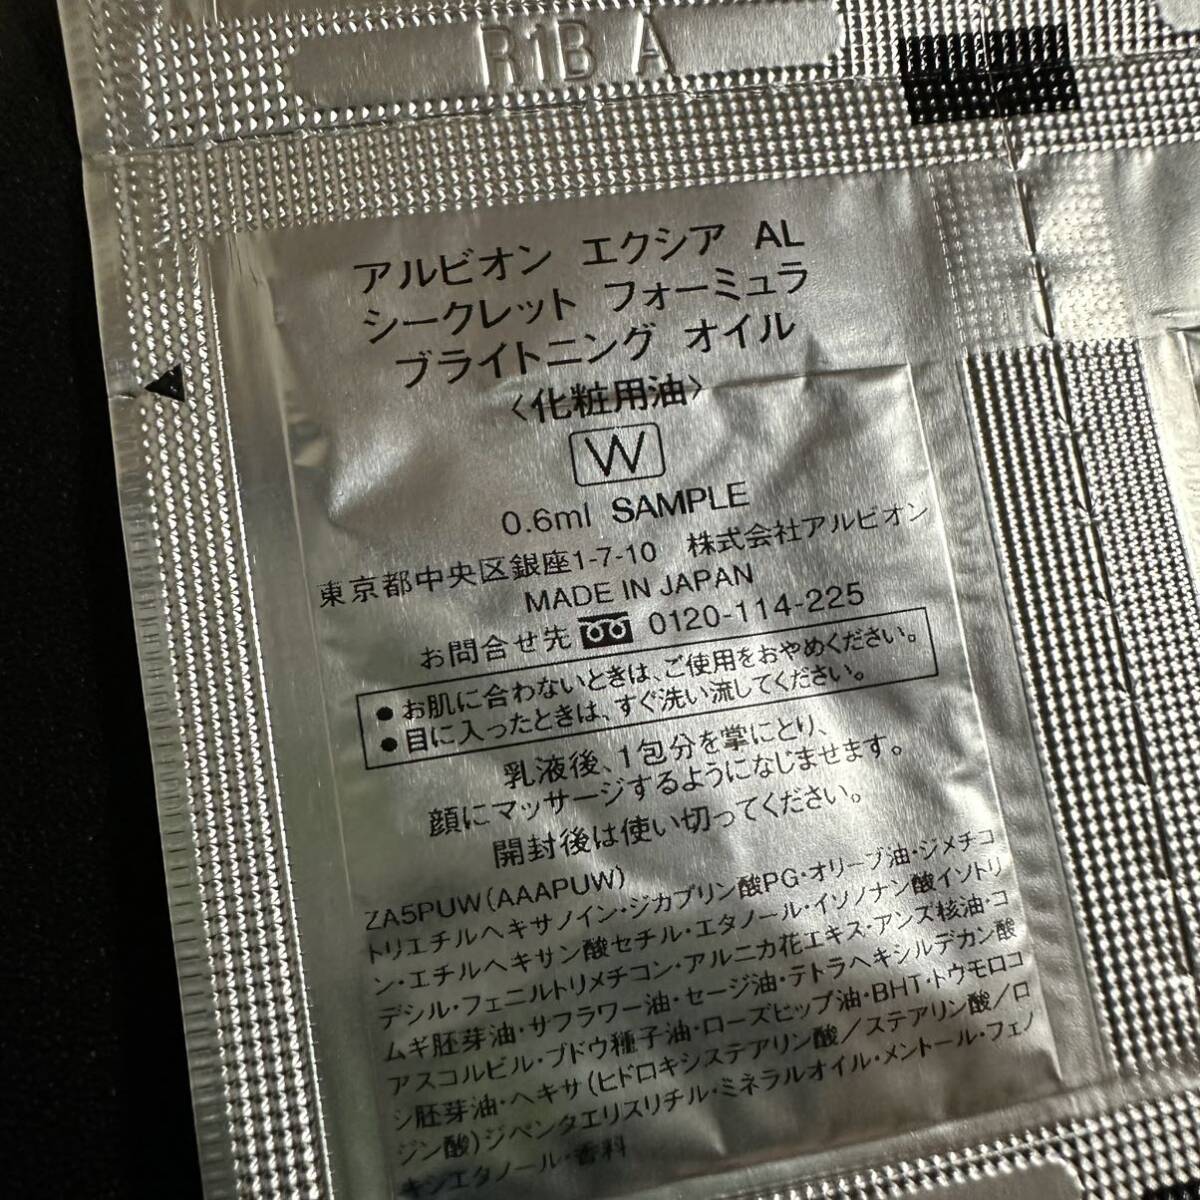 R1B A
アルビオン エクシア AL
シークレット フォーミュラ
ブライトニング オイル
〈化粧用油〉
W
0.6ml SAMPLE
東京都中央区銀座1-7-10 株式会社アルビオン
MADE IN JAPAN
お問合せ先 0120-114-225
●お肌に合わないときは、ご使用をおやめください。
●目に入ったときは、すぐ洗い流してください。
乳液後、1包分を掌にとり、
顔にマッサージするようになじませます。
開封後は使い切ってください。
ZA5PUW(AAAPUW)
トリエチルヘキサノイン・ジカプリン酸PG・オリーブ油・ジメチコ
ン・エチルヘキサン酸セチル・エタノール・イソノナン酸イソトリ
デシル・フェニルトリメチコン・アルニカ花エキス・アンズ核油・コ
ムギ胚芽油・サフラワー油・セージ油・テトラヘキシルデカン酸
アスコルビル・ブドウ種子油・ローズヒップ油・BHT・トウモロコ
シ胚芽油・ヘキサ(ヒドロキシステアリン酸/ステアリン酸/ロ
ジン酸)ジペンタエリスリチル・ミネラルオイル・メントール・フェノ
キシエタノール・香料